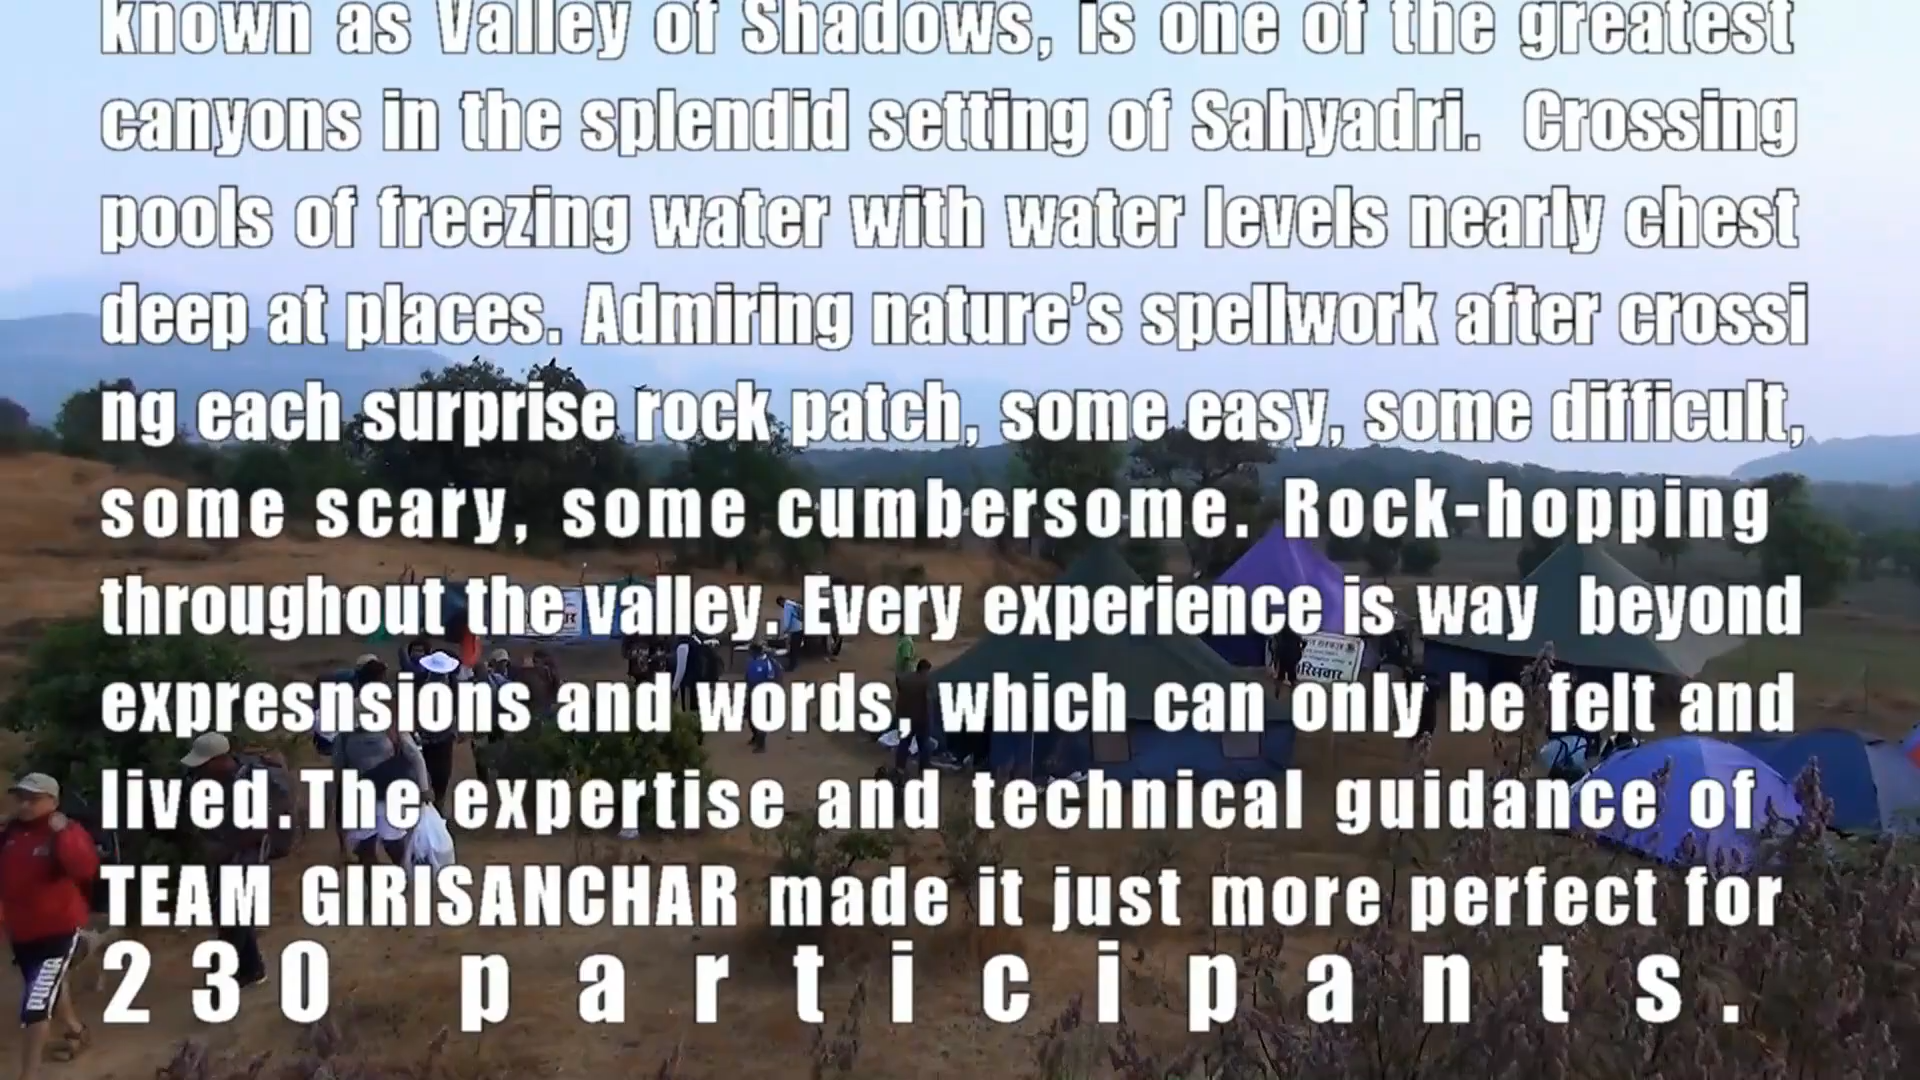 known as Valley of Shadows, is one of the greatest
canyons in the splendid setting of Sahyadri. Crossing
pools of freezing water with water levels nearly chest
deep at places. Admiring nature's spellwork after crossi
ng each surprise rock patch, some easy, some difficult,
some scary, some cumbersome. Rock-hopping
throughout the valley. Every experience is way beyond
expresnsions and words, which can only be felt and
lived.The expertise and technical guidance of
TEAM GIRISANCHAR made it just more perfect for
230 participants.
PUMA